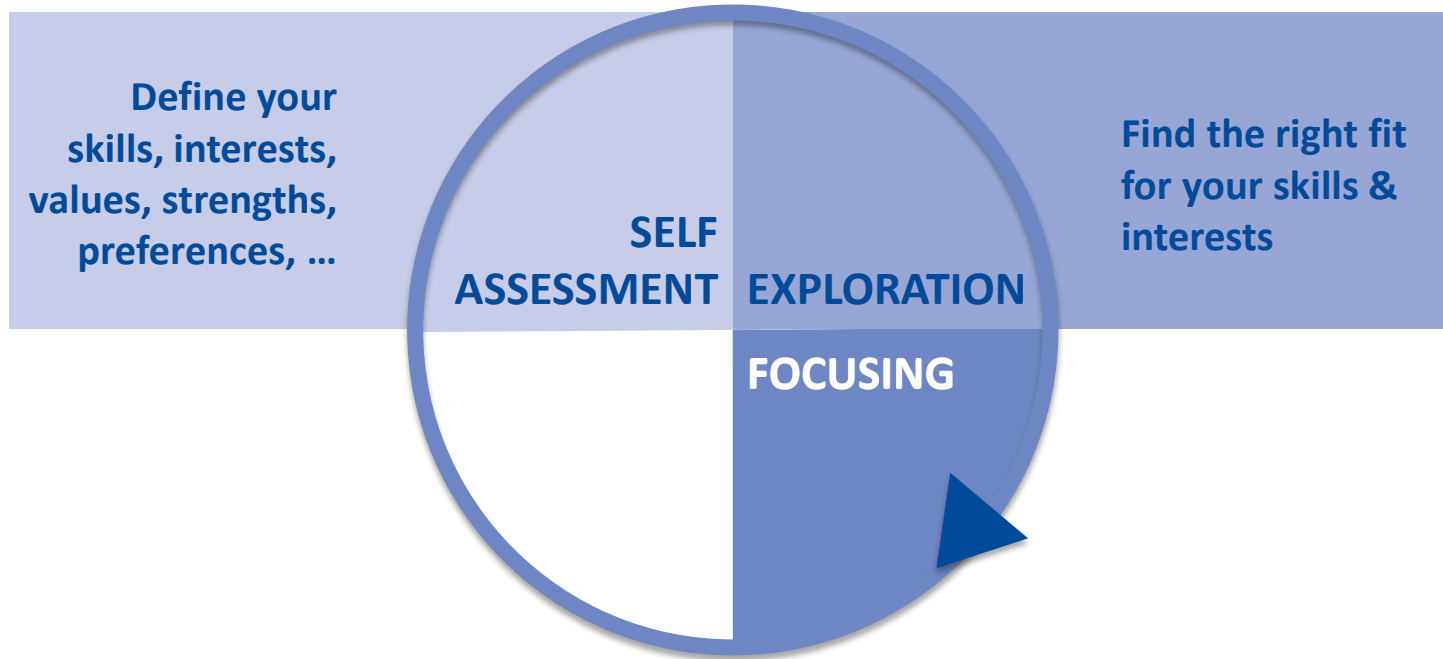 Define your
skills, interests,
values, strengths,
preferences, ...
SELF
ASSESSMENT
EXPLORATION
Find the right fit
for your skills &
interests
FOCUSING